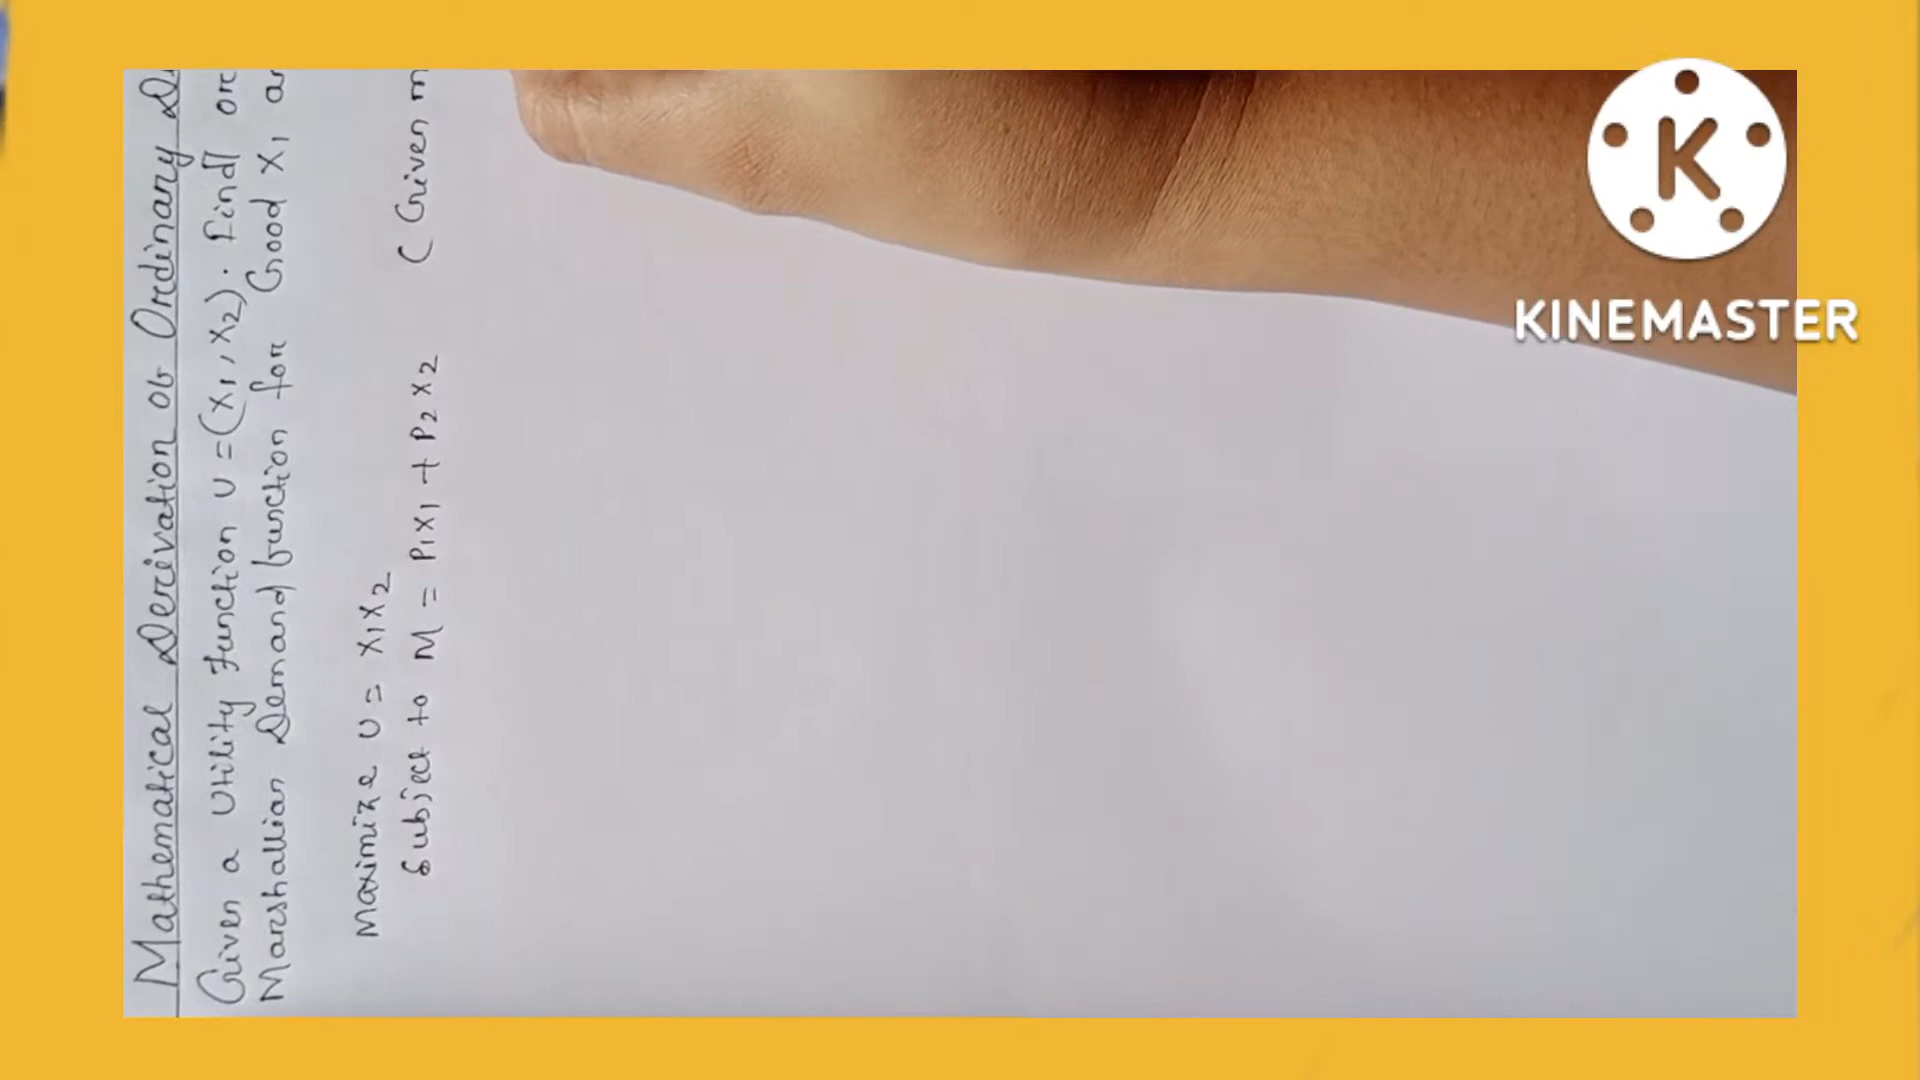 Mathematical Derivation of Ordinary
Given a Utility Function U = (X1, X2). Find
Marshallian Demand function for Good X1
Maximize U = X1X2
Subject to M = P1X1 + P2X2 (Given
K
KINEMASTER